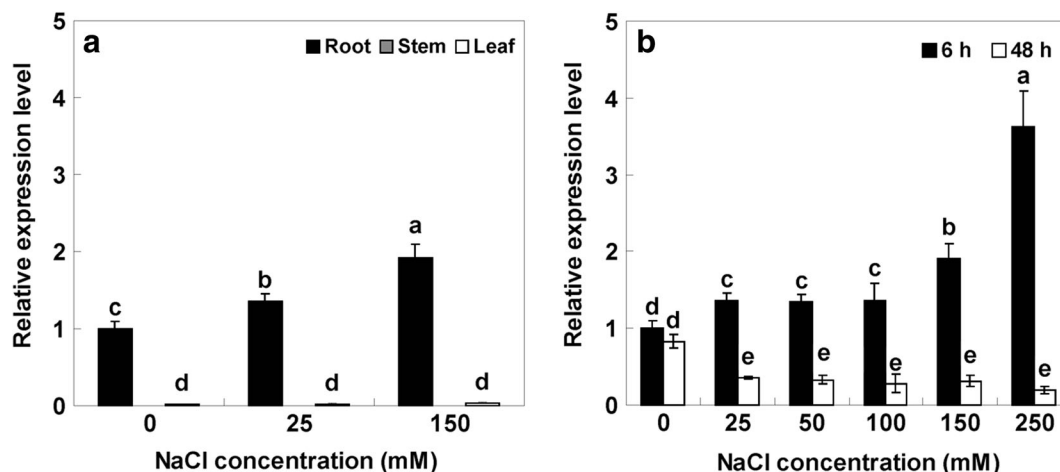 a
Root Stem Leaf
Relative expression level
5
4
3
2
1
0
c
d
b
d
a
d
0 25 150
NaCl concentration (mM)
b
6 h 48 h
Relative expression level
5
4
3
2
1
0
d
d
c
e
c
e
c
e
b
e
a
e
0 25 50 100 150 250
NaCl concentration (mM)